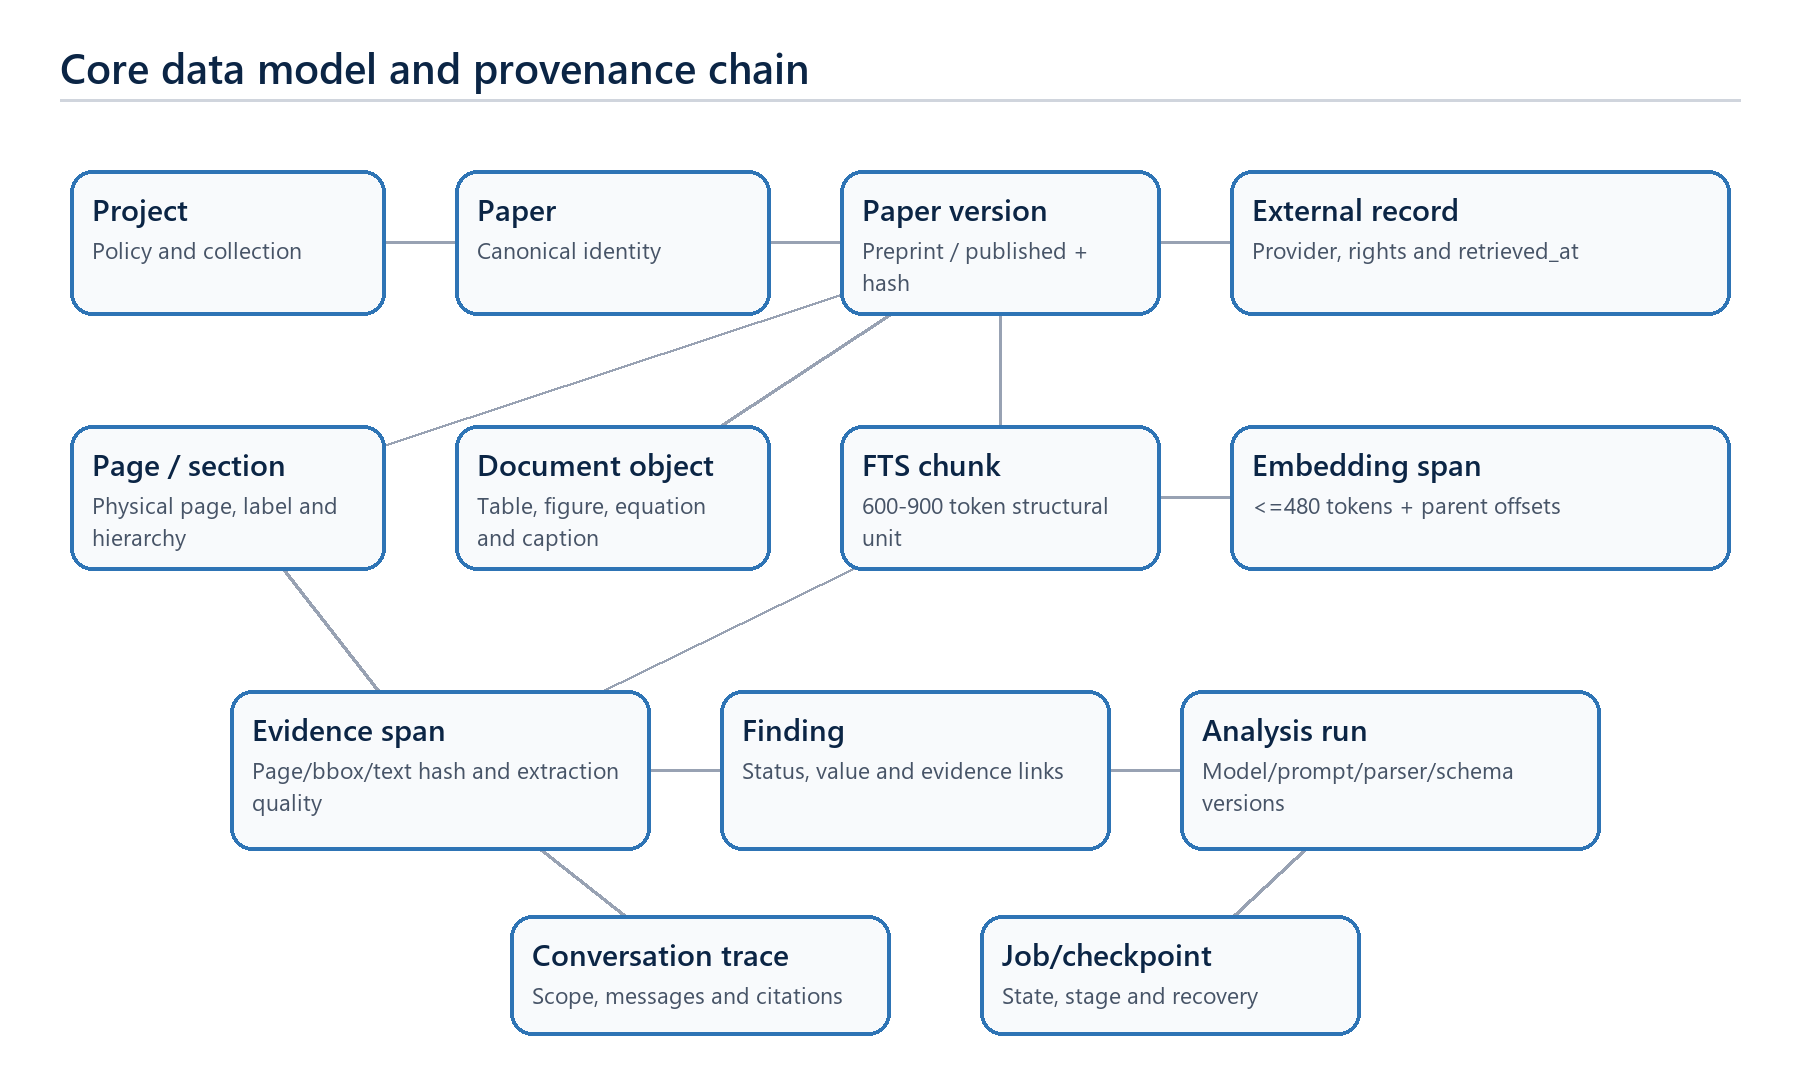 Core data model and provenance chain
Project
Policy and collection
Paper
Canonical identity
Paper version
Preprint / published +
hash
External record
Provider, rights and retrieved_at
Page / section
Physical page, label and
hierarchy
Document object
Table, figure, equation
and caption
FTS chunk
600-900 token structural
unit
Embedding span
<=480 tokens + parent offsets
Evidence span
Page/bbox/text hash and extraction
quality
Finding
Status, value and evidence links
Analysis run
Model/prompt/parser/schema
versions
Conversation trace
Scope, messages and citations
Job/checkpoint
State, stage and recovery